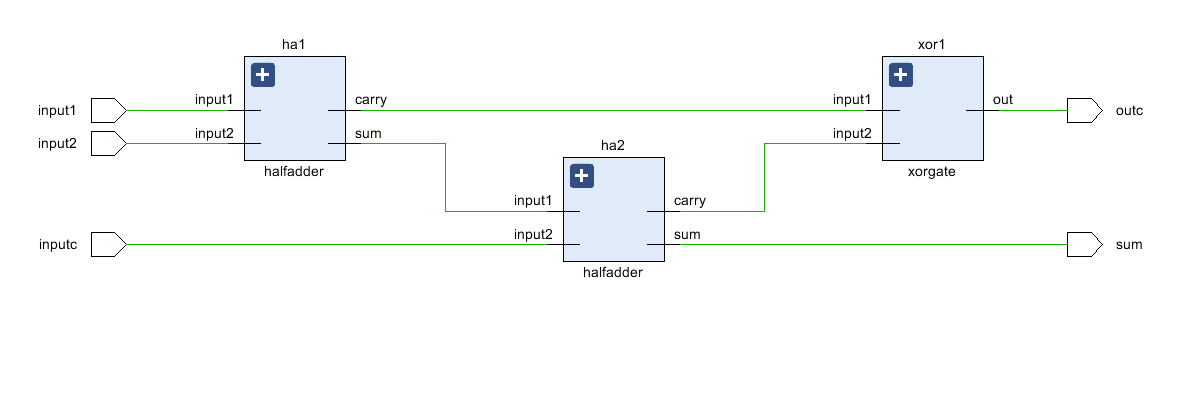 ha1
xor1
input1
input1
carry
input1
out
outc
input2
input2
sum
input2
ha2
halfadder
xorgate
input1
carry
inputc
input2
sum
sum
halfadder